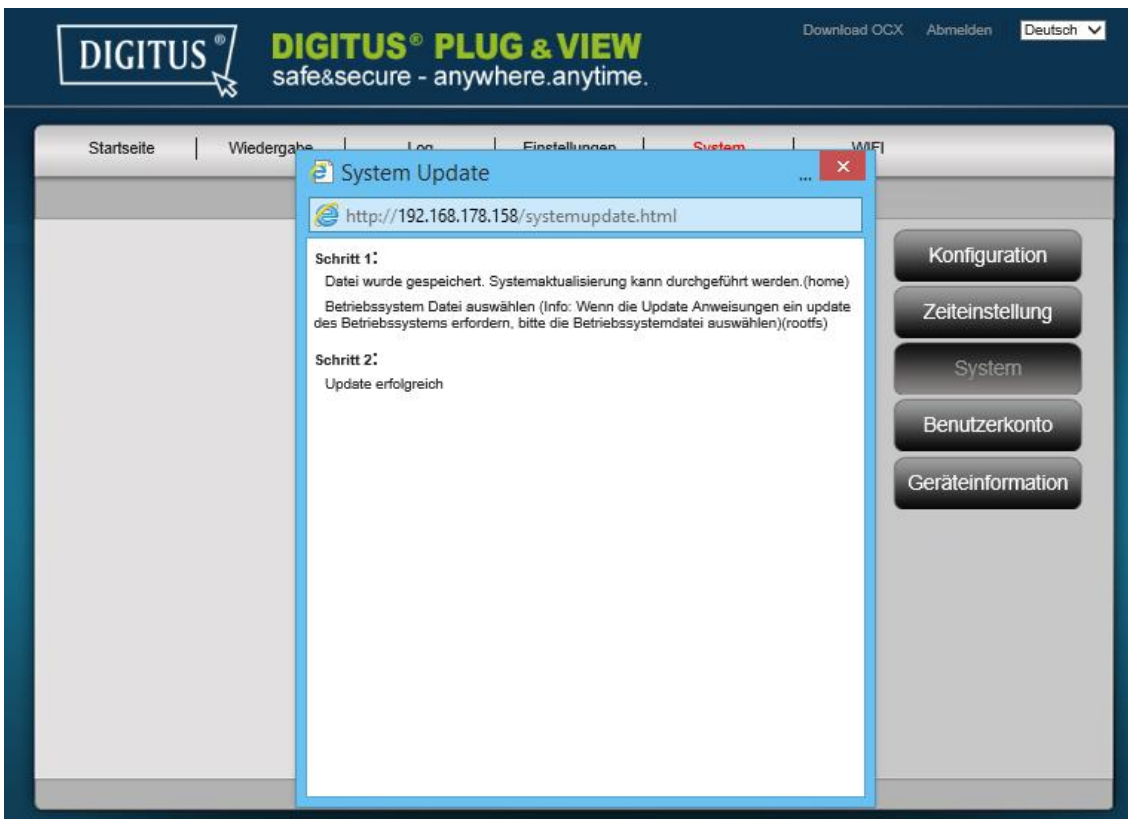 DIGITUS®
DIGITUS® PLUG & VIEW
safe&secure - anywhere.anytime.
Download OCX Abmelden Deutsch
Startseite | Wiedergabe | Log | Einstellungen | System | WIFI
System Update ...
http://192.168.178.158/systemupdate.html
Schritt 1:
Datei wurde gespeichert. Systemaktualisierung kann durchgeführt werden.(home)
Betriebssystem Datei auswählen (Info: Wenn die Update Anweisungen ein update
des Betriebssystems erfordern, bitte die Betriebssystemdatei auswählen)(rootfs)
Schritt 2:
Update erfolgreich
Konfiguration
Zeiteinstellung
System
Benutzerkonto
Geräteinformation